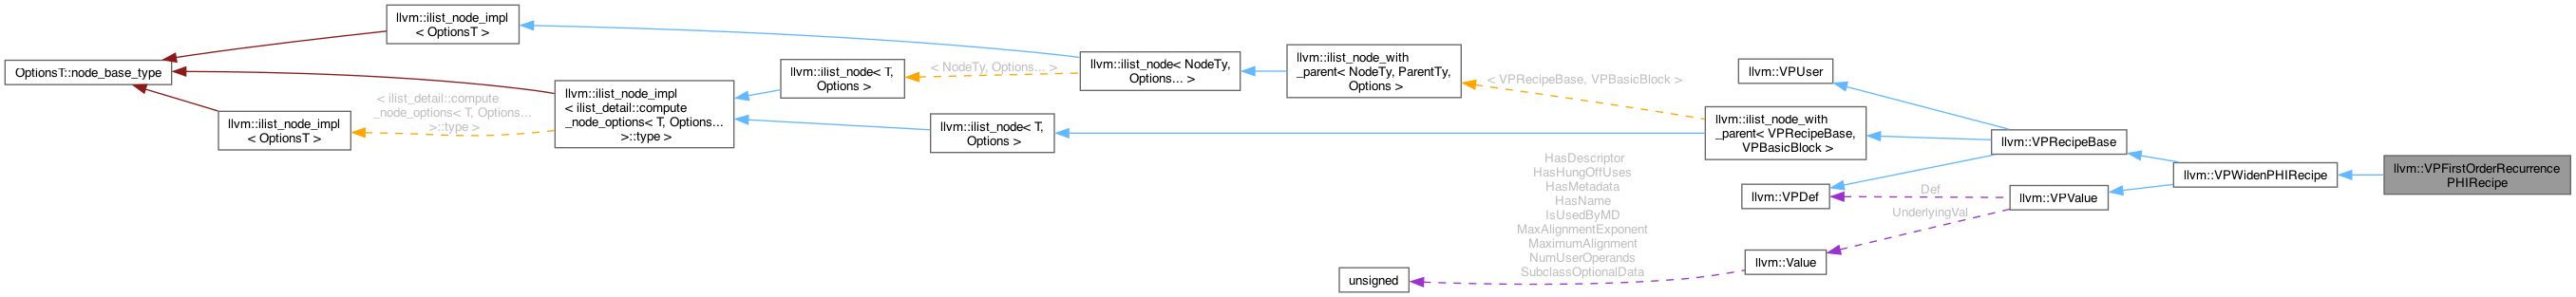 OptionsT::node_base_type
llvm::ilist_node_impl
< OptionsT >
llvm::ilist_node_impl
< OptionsT >
< ilist_detail::compute
_node_options< T, Options...
>::type >
llvm::ilist_node_impl
< ilist_detail::compute
_node_options< T, Options...
>::type >
llvm::ilist_node< T,
Options >
< NodeTy, Options... >
llvm::ilist_node< T,
Options >
llvm::ilist_node< NodeTy,
Options... >
llvm::ilist_node_with
_parent< NodeTy, ParentTy,
Options >
< VPRecipeBase, VPBasicBlock >
llvm::VPUser
llvm::ilist_node_with
_parent< VPRecipeBase,
VPBasicBlock >
llvm::VPDef
HasDescriptor
HasHungOffUses
HasMetadata
HasName
IsUsedByMD
MaxAlignmentExponent
MaximumAlignment
NumUserOperands
SubclassOptionalData
unsigned
llvm::Value
Def
UnderlyingVal
llvm::VPRecipeBase
llvm::VPValue
llvm::VPWidenPHIRecipe
llvm::VPFirstOrderRecurrence
PHIRecipe